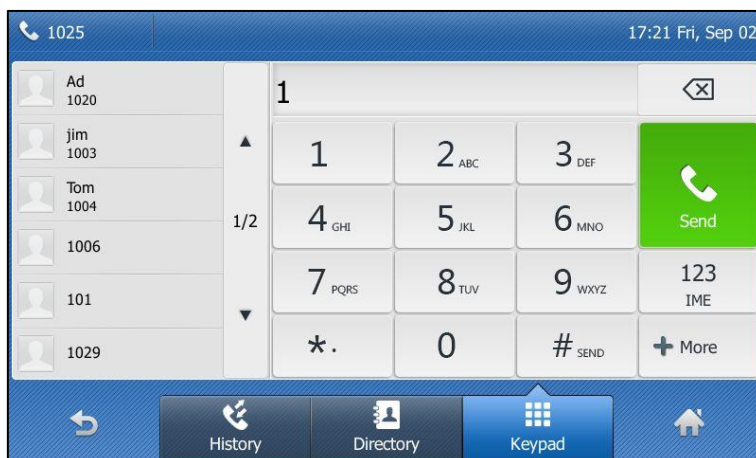 1025
17:21 Fri, Sep 02
Ad
1020
jim
1003
Tom
1004
1006
101
1029
1/2
1
1
2 ABC
3 DEF
Send
4 GHI
5 JKL
6 MNO
7 PQRS
8 TUV
9 WXYZ
123
IME
*.
0
# SEND
+ More
History
Directory
Keypad